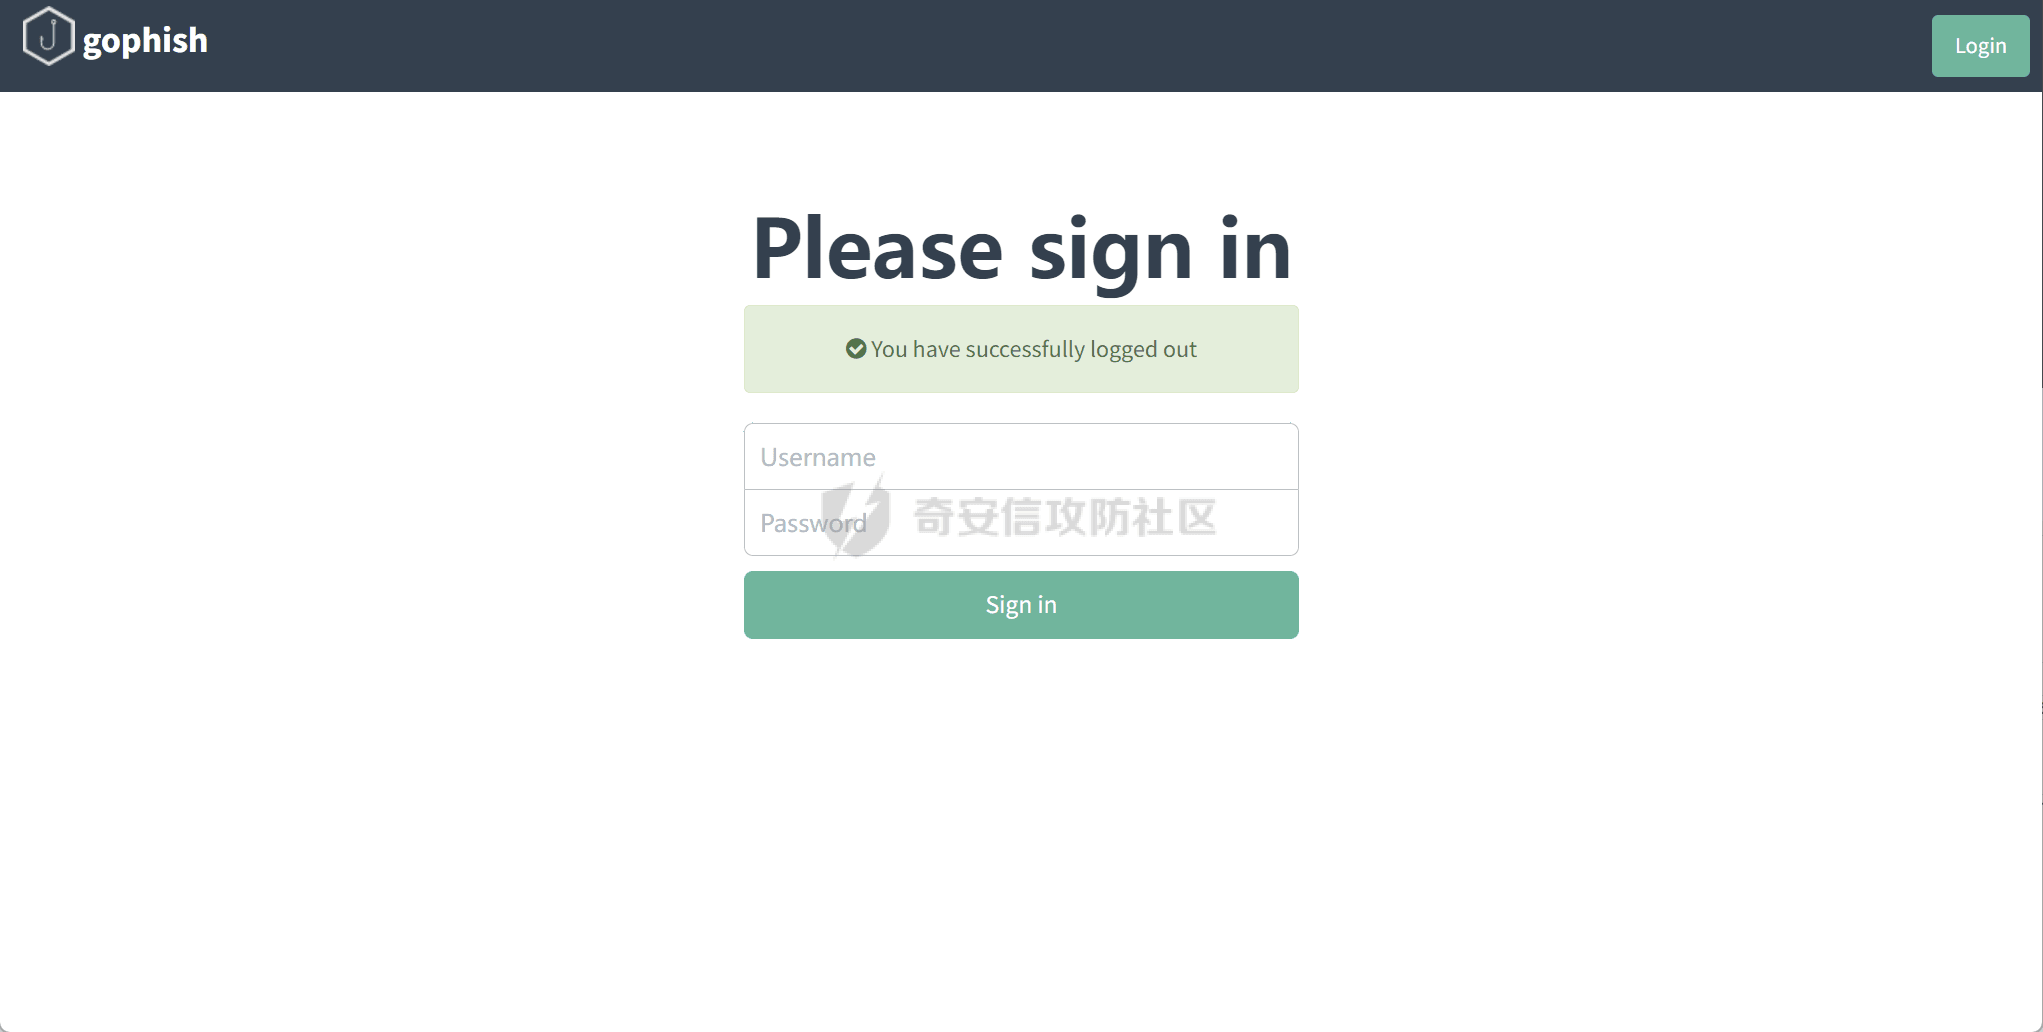 gophish
Login
Please sign in
You have successfully logged out
Username
Password
奇安信攻防社区
Sign in